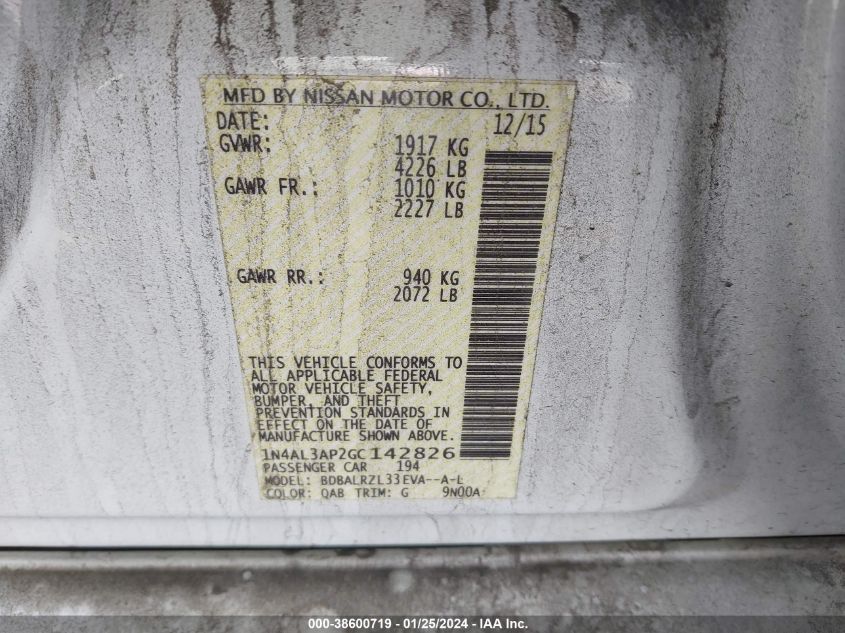 MFD BY NISSAN MOTOR CO., LTD.
DATE: 12/15
GVWR: 1917 KG
4226 LB
GAWR FR.: 1010 KG
2227 LB
GAWR RR.: 940 KG
2072 LB
THIS VEHICLE CONFORMS TO
ALL APPLICABLE FEDERAL
MOTOR VEHICLE SAFETY,
BUMPER, AND THEFT
PREVENTION STANDARDS IN
EFFECT ON THE DATE OF
MANUFACTURE SHOWN ABOVE.
1N4AL3AP2GC142826
PASSENGER CAR 194
MODEL: BDBALRZL33EVA--A-L
COLOR: QAB TRIM: G 9N00A
000-38600719 - 01/25/2024 - IAA Inc.